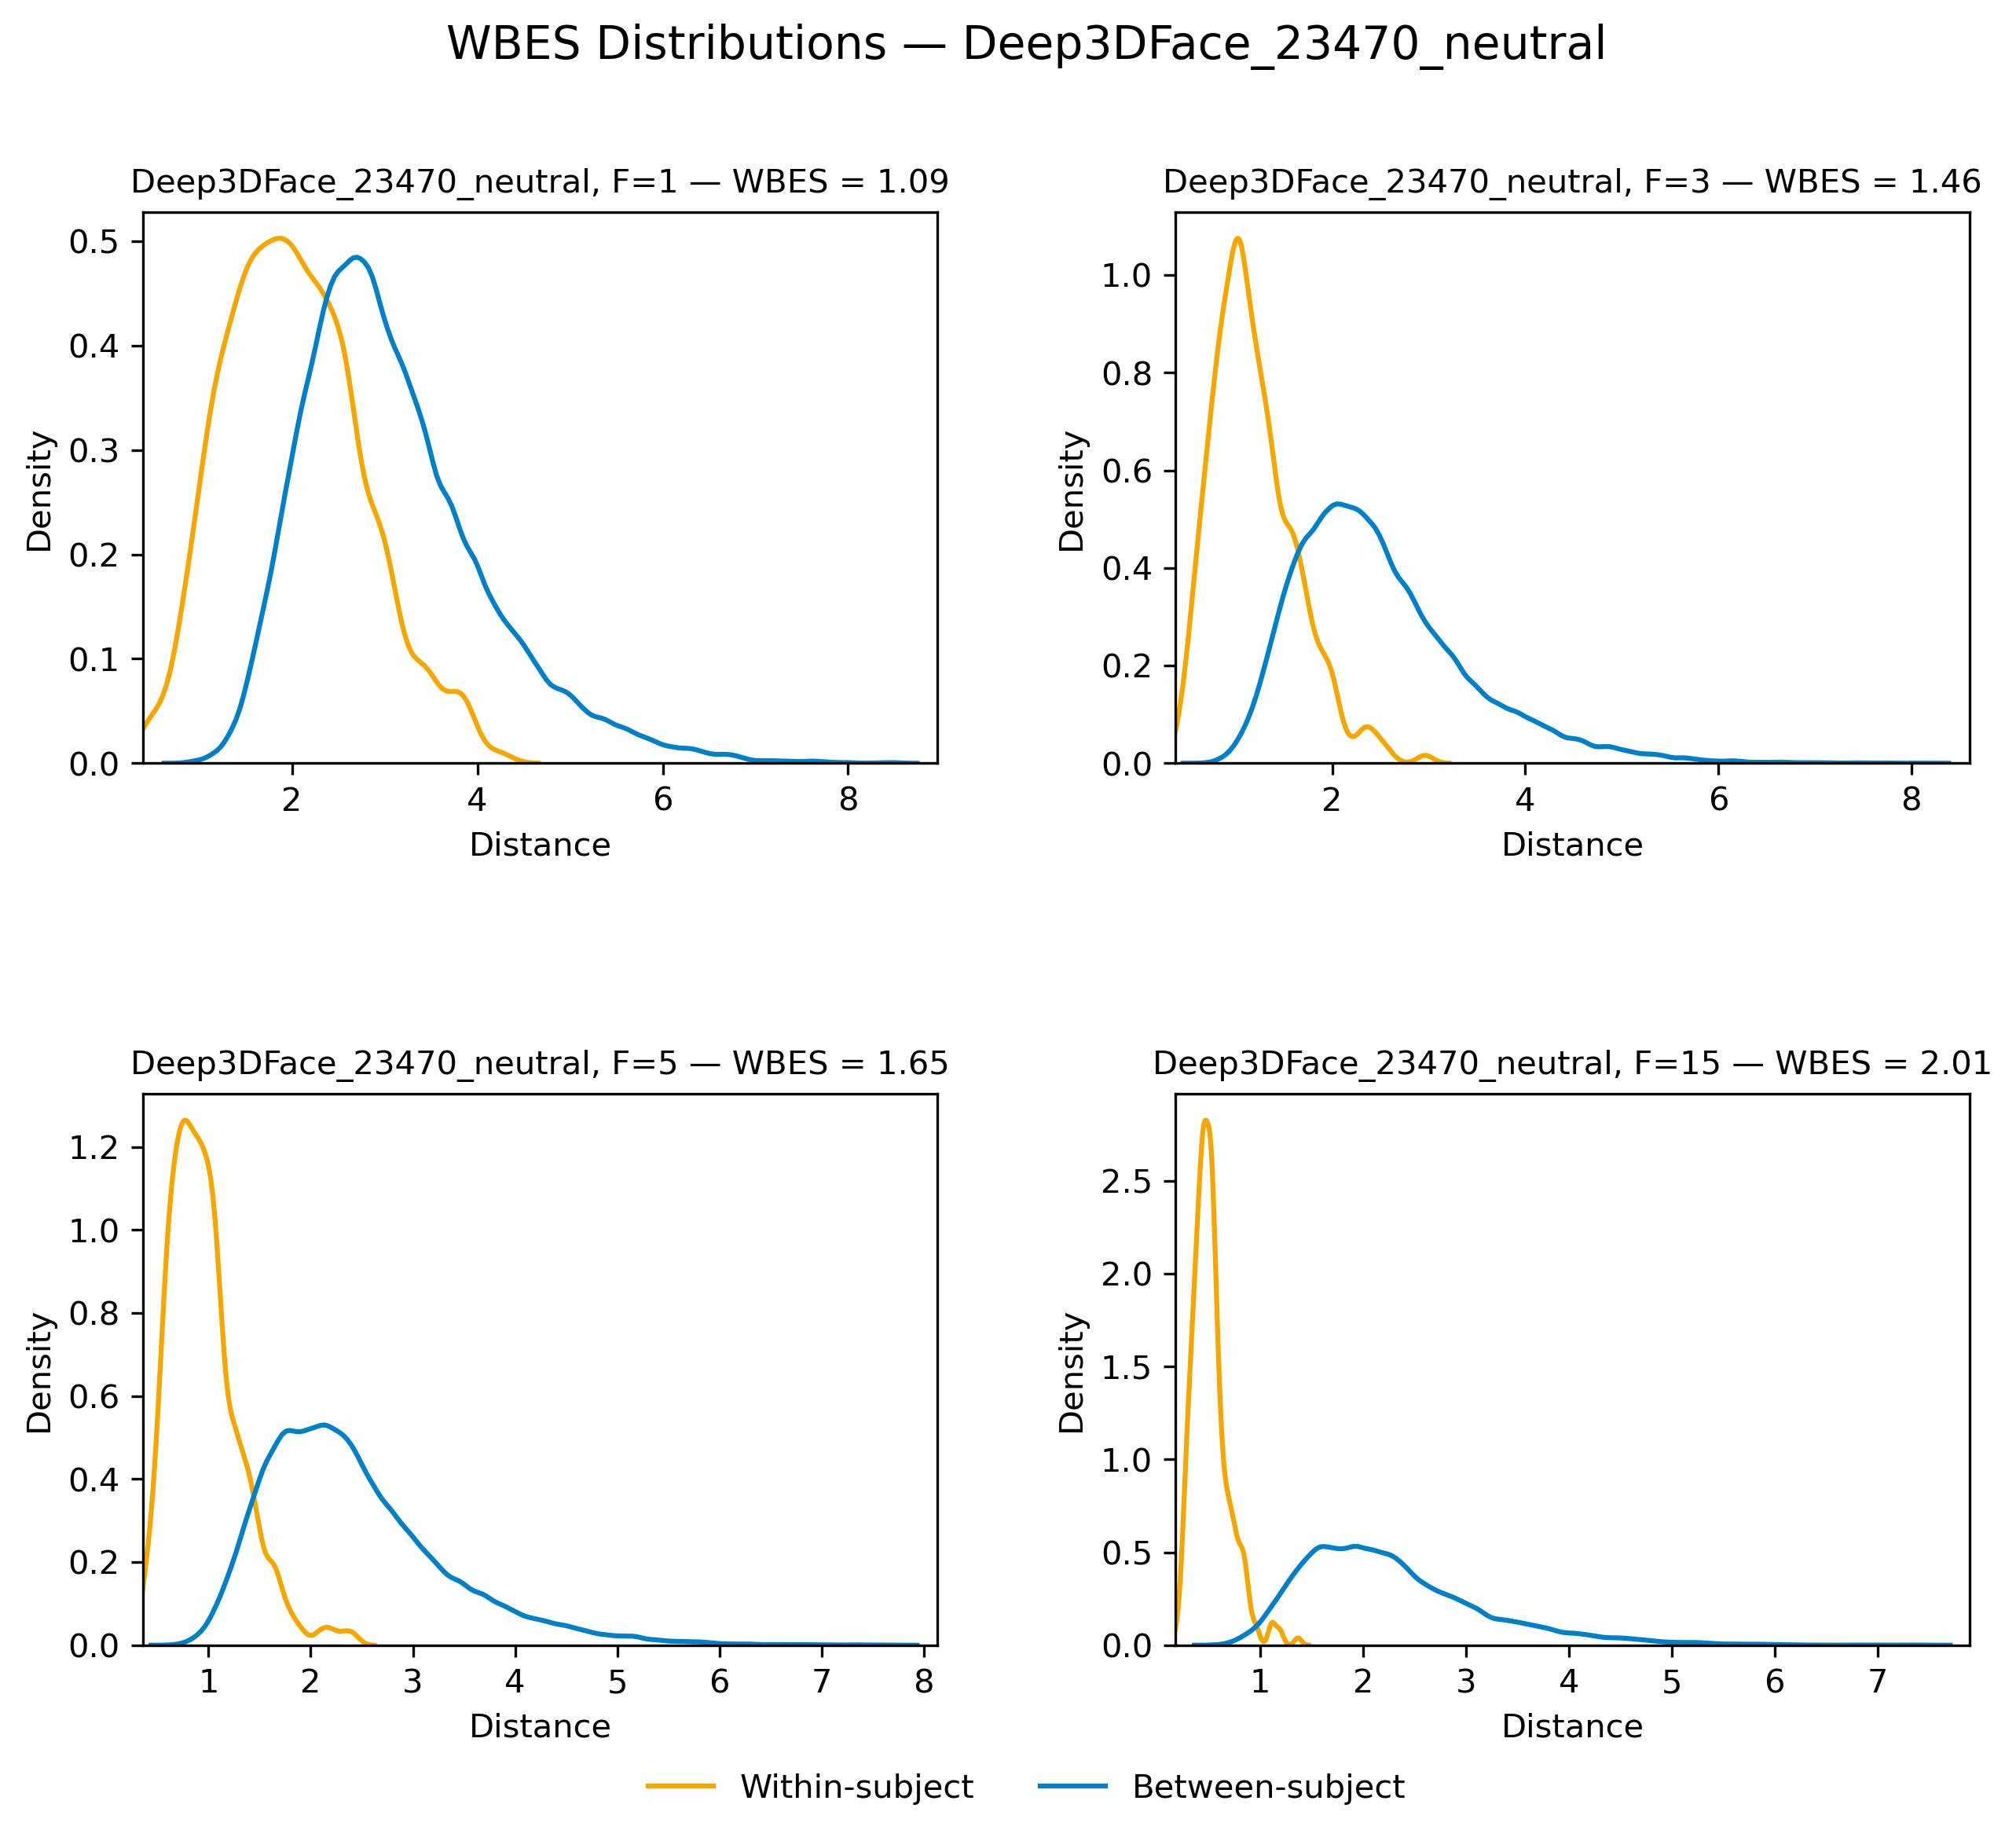 WBES Distributions — Deep3DFace_23470_neutral
Deep3DFace_23470_neutral, F=1 — WBES = 1.09
0.5
0.4
0.3
0.2
0.1
0.0
Density
2 4 6 8
Distance
Deep3DFace_23470_neutral, F=3 — WBES = 1.46
1.0
0.8
0.6
0.4
0.2
0.0
Density
2 4 6 8
Distance
Deep3DFace_23470_neutral, F=5 — WBES = 1.65
1.2
1.0
0.8
0.6
0.4
0.2
0.0
Density
1 2 3 4 5 6 7 8
Distance
Deep3DFace_23470_neutral, F=15 — WBES = 2.01
2.5
2.0
1.5
1.0
0.5
0.0
Density
1 2 3 4 5 6 7
Distance
Within-subject Between-subject